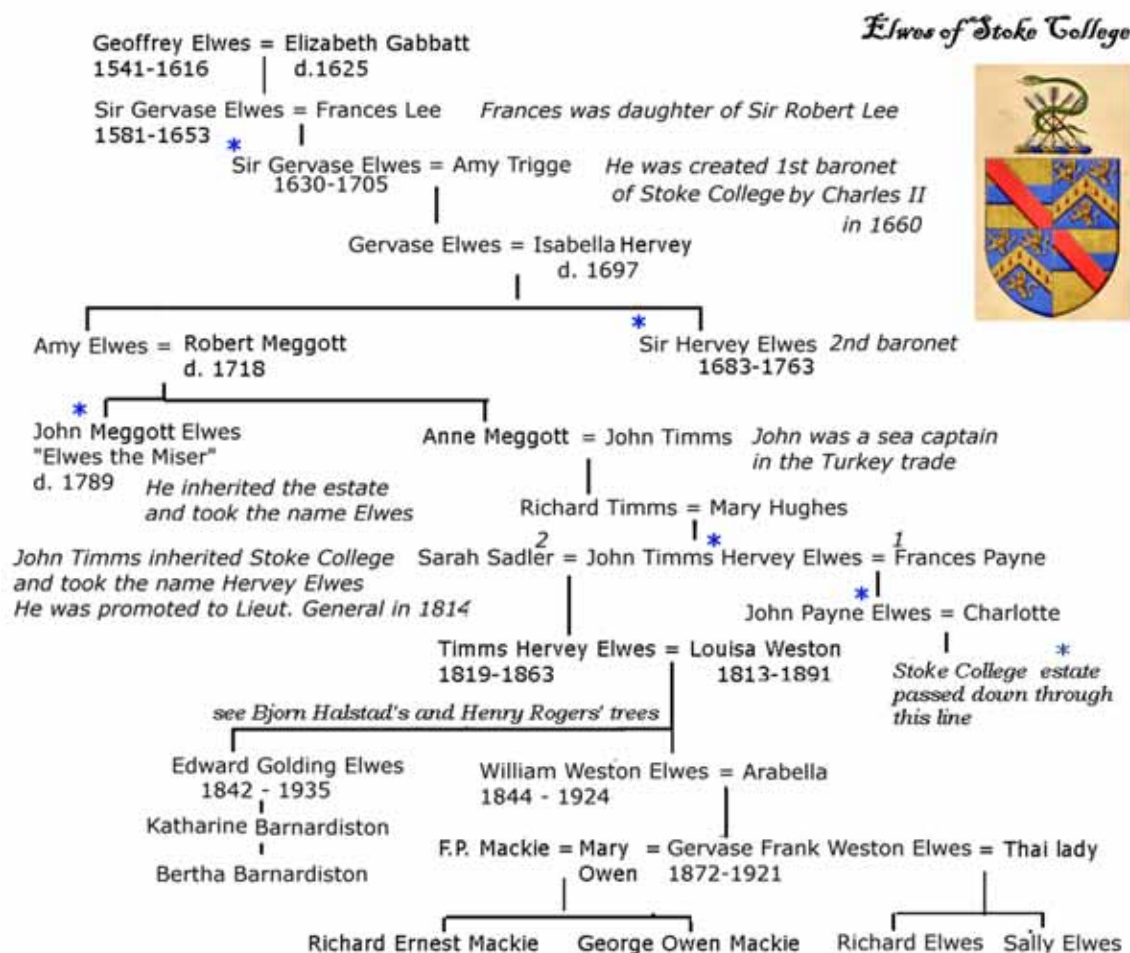 Elwes of Stoke College
Geoffrey Elwes = Elizabeth Gabbatt
1541-1616 d.1625
Sir Gervase Elwes = Frances Lee Frances was daughter of Sir Robert Lee
1581-1653
* Sir Gervase Elwes = Amy Trigge He was created 1st baronet
1630-1705 of Stoke College by Charles II
in 1660
Gervase Elwes = Isabella Hervey
d. 1697
Amy Elwes = Robert Meggott * Sir Hervey Elwes 2nd baronet
d. 1718 1683-1763
*
John Meggott Elwes Anne Meggott = John Timms John was a sea captain
"Elwes the Miser" in the Turkey trade
d. 1789 He inherited the estate
and took the name Elwes
Richard Timms = Mary Hughes
John Timms inherited Stoke College Sarah Sadler 2 = John Timms * Hervey Elwes = 1 Frances Payne
and took the name Hervey Elwes
He was promoted to Lieut. General in 1814
John Payne * Elwes = Charlotte
Timms Hervey Elwes = Louisa Weston *
1819-1863 1813-1891 Stoke College estate
passed down through
this line
see Bjorn Halstad's and Henry Rogers' trees
Edward Golding Elwes William Weston Elwes = Arabella
1842 - 1935 1844 - 1924
Katharine Barnardiston
Bertha Barnardiston
F.P. Mackie = Mary Owen = Gervase Frank Weston Elwes = Thai lady
1872-1921
Richard Ernest Mackie George Owen Mackie Richard Elwes Sally Elwes